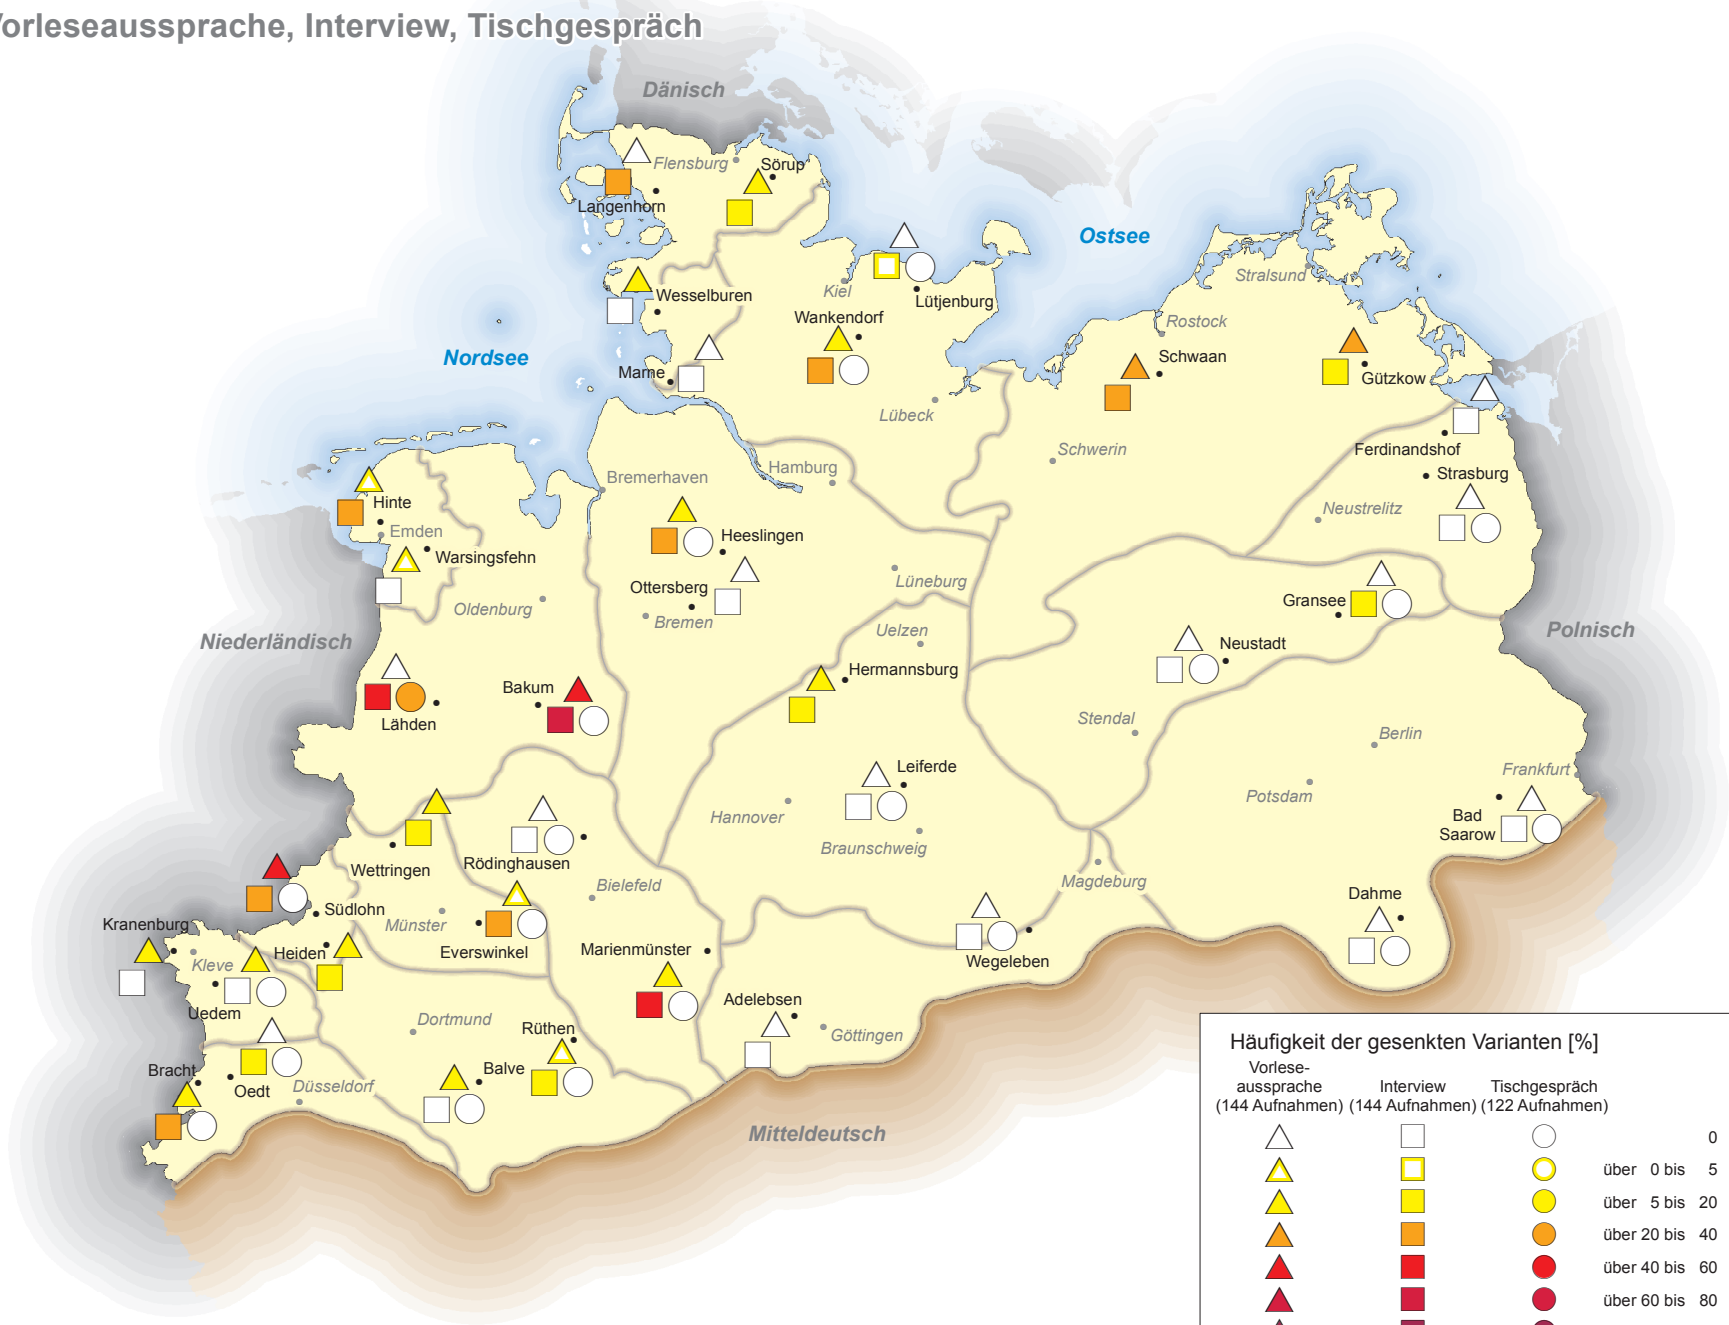 Vorleseaussprache, Interview, Tischgespräch
Dänisch
Flensburg
Sörup
Langenhorn
Ostsee
Stralsund
Kiel
Wesselburen
Lütjenburg
Wankendorf
Rostock
Nordsee
Schwaan
Marne
Gützkow
Lübeck
Ferdinandshof
Schwerin
Hamburg
Bremerhaven
Strasburg
Hinte
Neustrelitz
Emden
Heeslingen
Warsingsfehn
Lüneburg
Ottersberg
Oldenburg
Gransee
Bremen
Uelzen
Niederländisch
Polnisch
Neustadt
Hermannsburg
Bakum
Lähden
Stendal
Berlin
Leiferde
Frankfurt
Potsdam
Hannover
Bad
Saarow
Braunschweig
Rödinghausen
Wettringen
Magdeburg
Bielefeld
Dahme
Südlohn
Kranenburg
Münster
Heiden
Everswinkel
Marienmünster
Wegeleben
Kleve
Adelebsen
Uedem
Dortmund
Rüthen
Göttingen
Balve
Bracht
Oedt
Düsseldorf
Mitteldeutsch
Häufigkeit der gesenkten Varianten [%]
Vorlese-
aussprache Interview Tischgespräch
(144 Aufnahmen) (144 Aufnahmen) (122 Aufnahmen)
0
über 0 bis 5
über 5 bis 20
über 20 bis 40
über 40 bis 60
über 60 bis 80